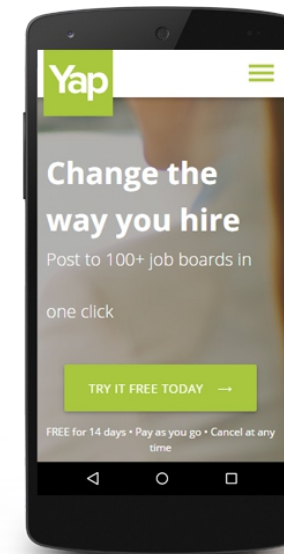 Yap
Change the
way you hire
Post to 100+ job boards in
one click
TRY IT FREE TODAY →
FREE for 14 days • Pay as you go • Cancel at any
time